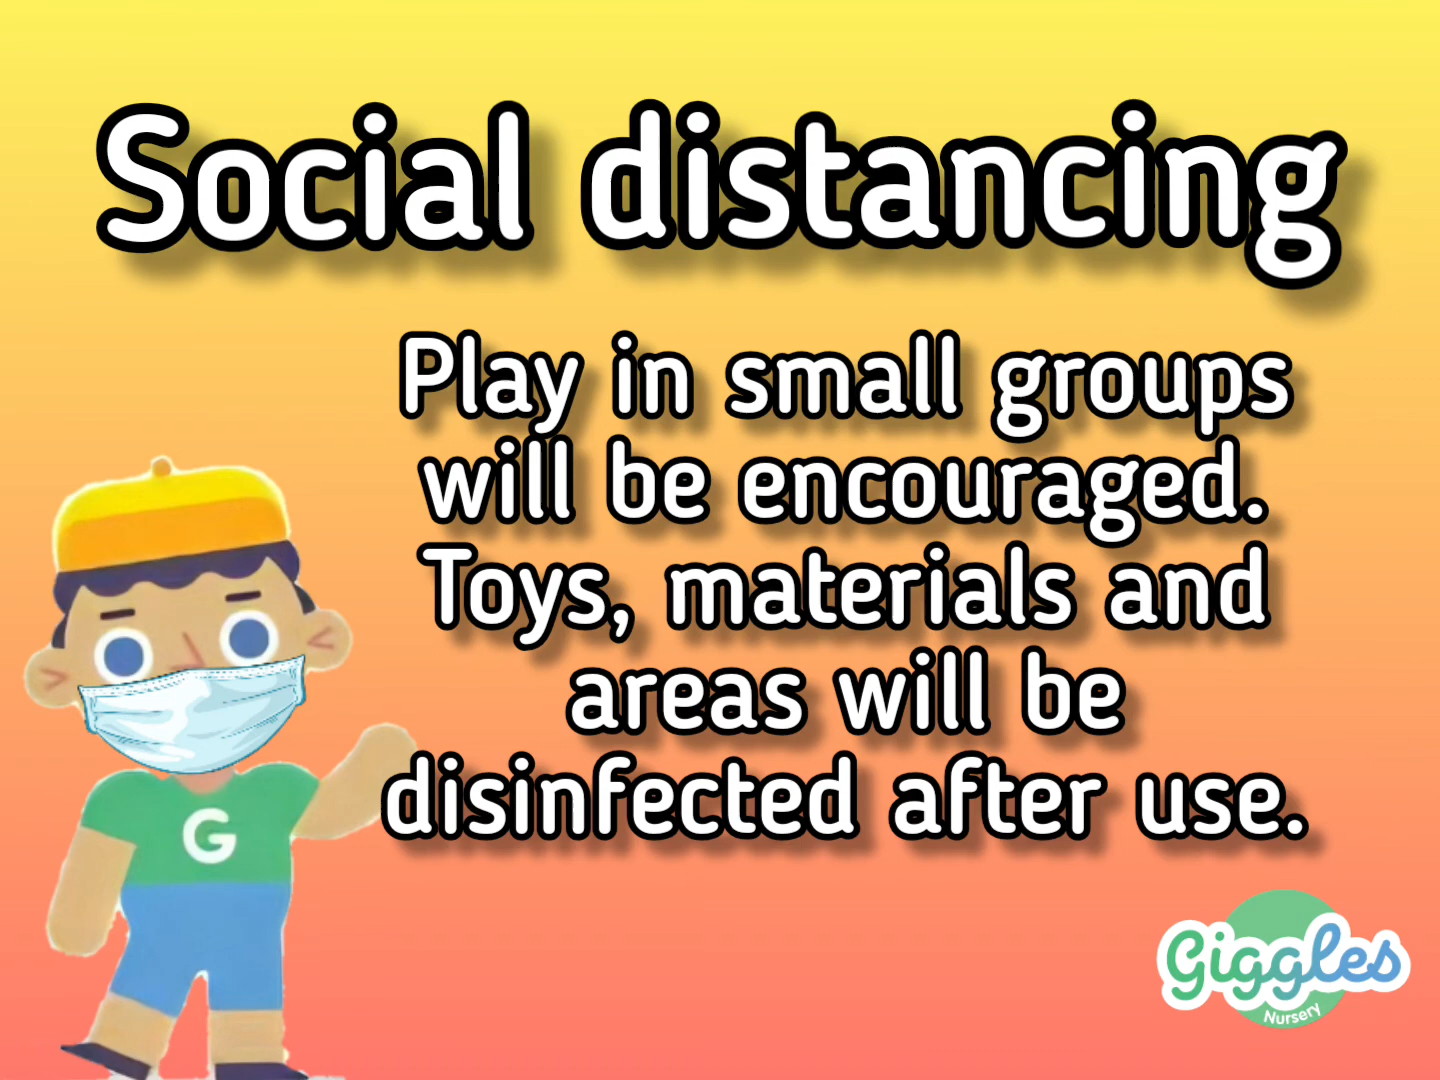 Social distancing
Play in small groups
will be encouraged.
Toys, materials and
areas will be
disinfected after use.
G
Giggles
Nursery